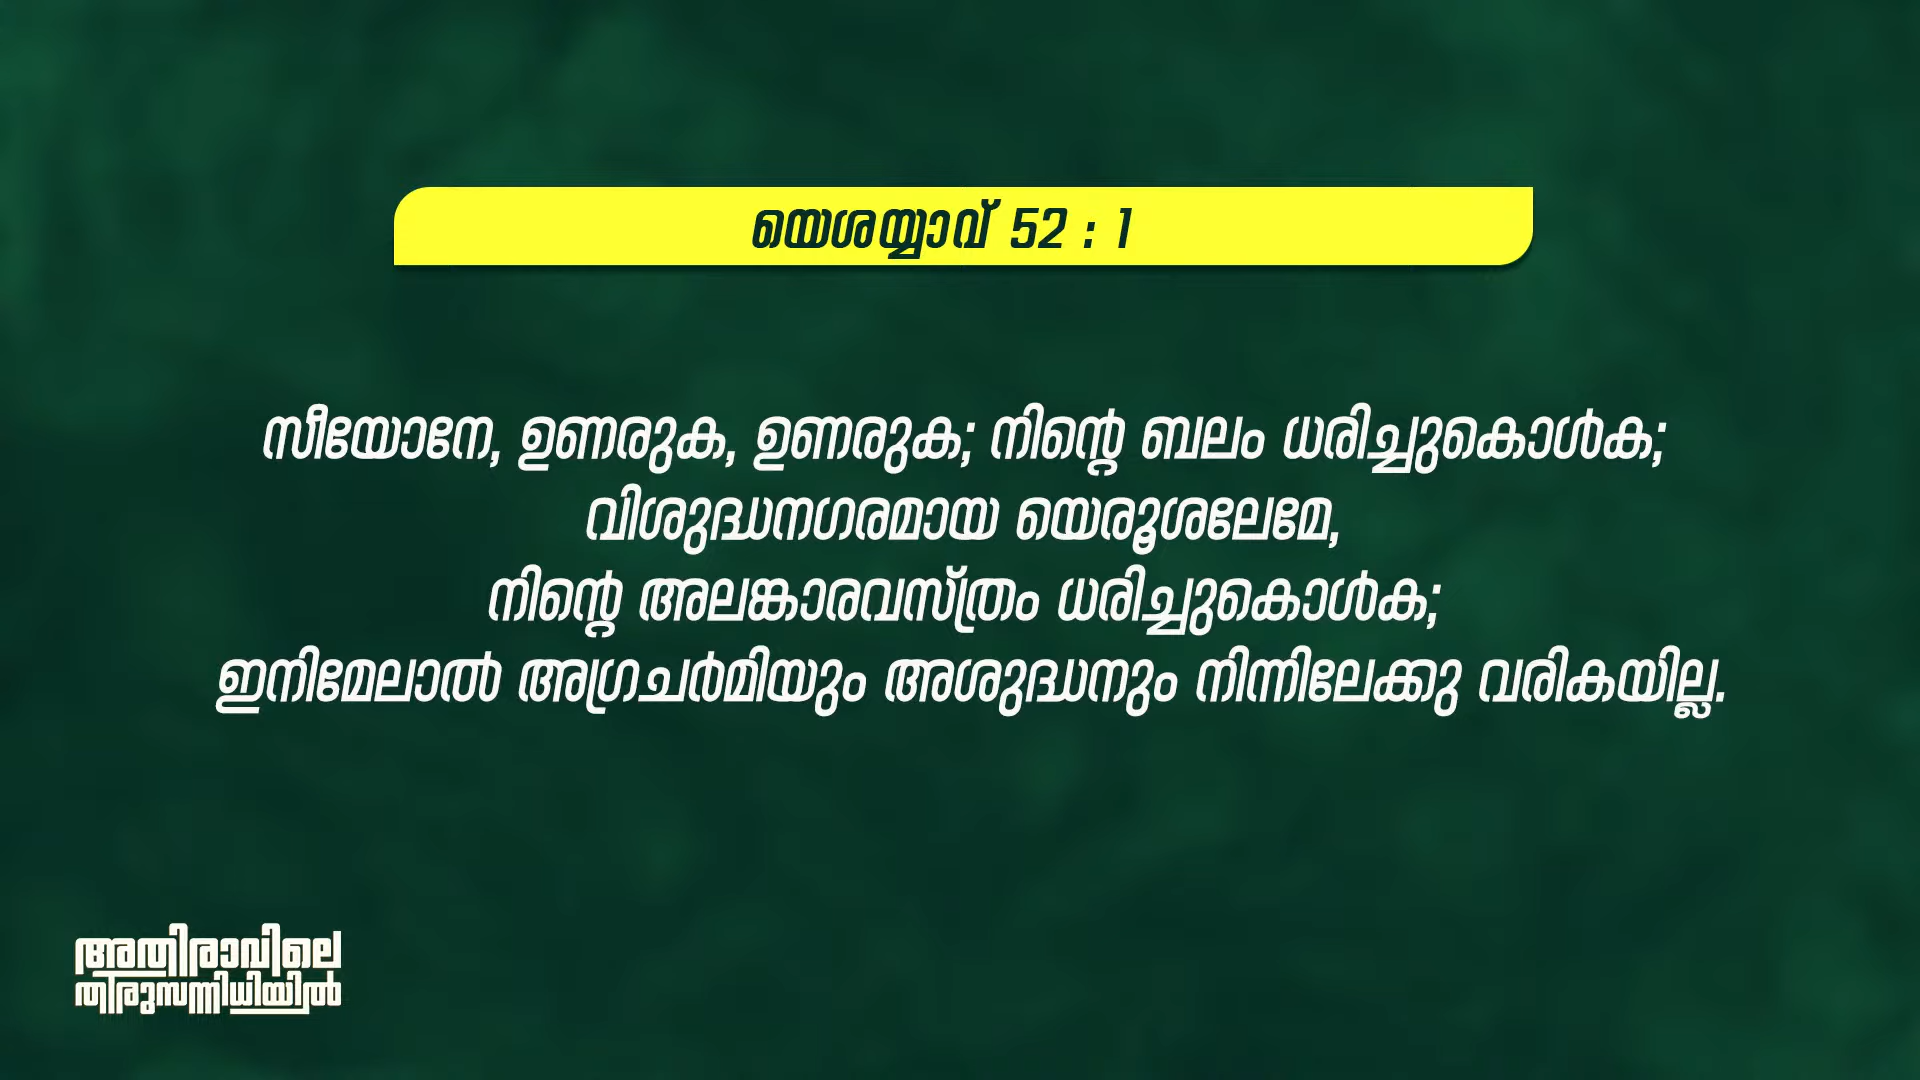 യെശയ്യാവ് 52 : 1
സീയോനേ, ഉണരുക, ഉണരുക; നിന്റെ ബലം ധരിച്ചുകൊൾക;
വിശുദ്ധനഗരമായ യെരൂശലേമേ,
നിന്റെ അലങ്കാരവസ്ത്രം ധരിച്ചുകൊൾക;
ഇനിമേലാൽ അഗ്രചർമിയും അശുദ്ധനും നിന്നിലേക്കു വരികയില്ല.
അതിരാവിലെ
തിരുസന്നിധിയിൽ